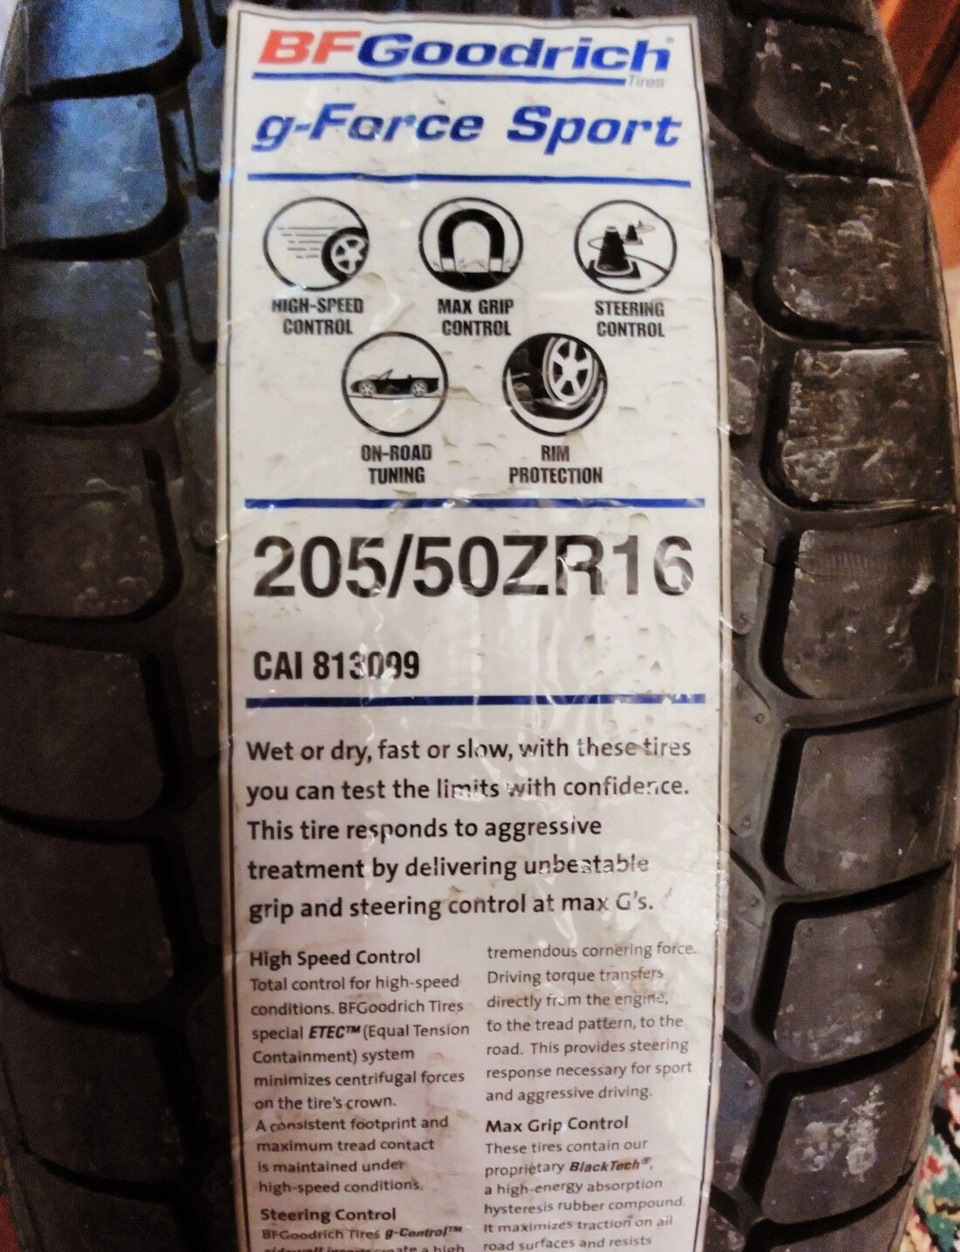 BFGoodrich®
Tires
g-Force Sport
HIGH-SPEED
CONTROL
MAX GRIP
CONTROL
STEERING
CONTROL
ON-ROAD
TUNING
RIM
PROTECTION
205/50ZR16
CAI 813099
Wet or dry, fast or slow, with these tires
you can test the limits with confidence.
This tire responds to aggressive
treatment by delivering unbeatable
grip and steering control at max G's.
High Speed Control
Total control for high-speed
conditions. BFGoodrich Tires
special ETEC™ (Equal Tension
Containment) system
minimizes centrifugal forces
on the tire's crown.
A consistent footprint and
maximum tread contact
is maintained under
high-speed conditions.
Steering Control
BFGoodrich Tires g-Control™
create a high
tremendous cornering force.
Driving torque transfers
directly from the engine,
to the tread pattern, to the
road. This provides steering
response necessary for sport
and aggressive driving.
Max Grip Control
These tires contain our
proprietary BlackTech®,
a high-energy absorption
hysteresis rubber compound.
It maximizes traction on all
road surfaces and resists